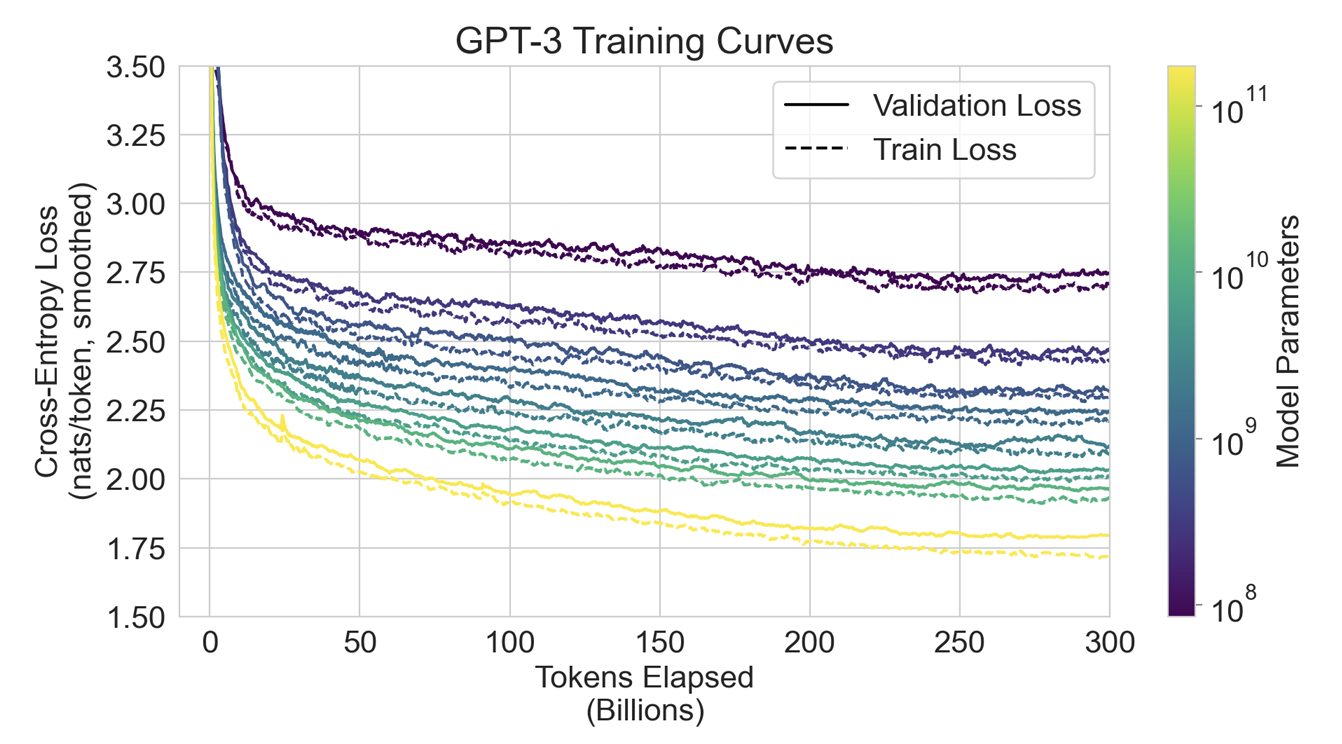 GPT-3 Training Curves
3.50
3.25
3.00
2.75
2.50
2.25
2.00
1.75
1.50
Cross-Entropy Loss
(nats/token, smoothed)
Validation Loss
Train Loss
0
50
100
150
200
250
300
Tokens Elapsed
(Billions)
10^11
10^10
10^9
10^8
Model Parameters